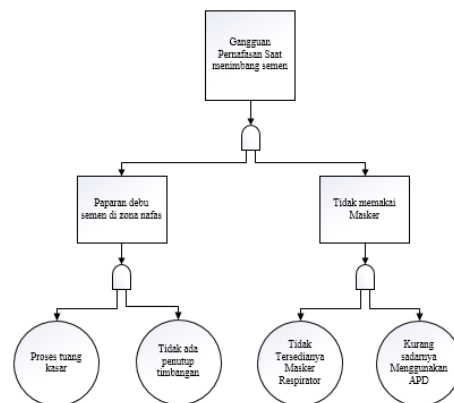 Gangguan
Pernafasan Saat
menimbang semen
Paparan debu
semen di zona nafas
Tidak memakai
Masker
Proses tuang
kasar
Tidak ada
penutup
timbangan
Tidak
Tersedianya
Masker
Respirator
Kurang
sadarnya
Menggunakan
APD